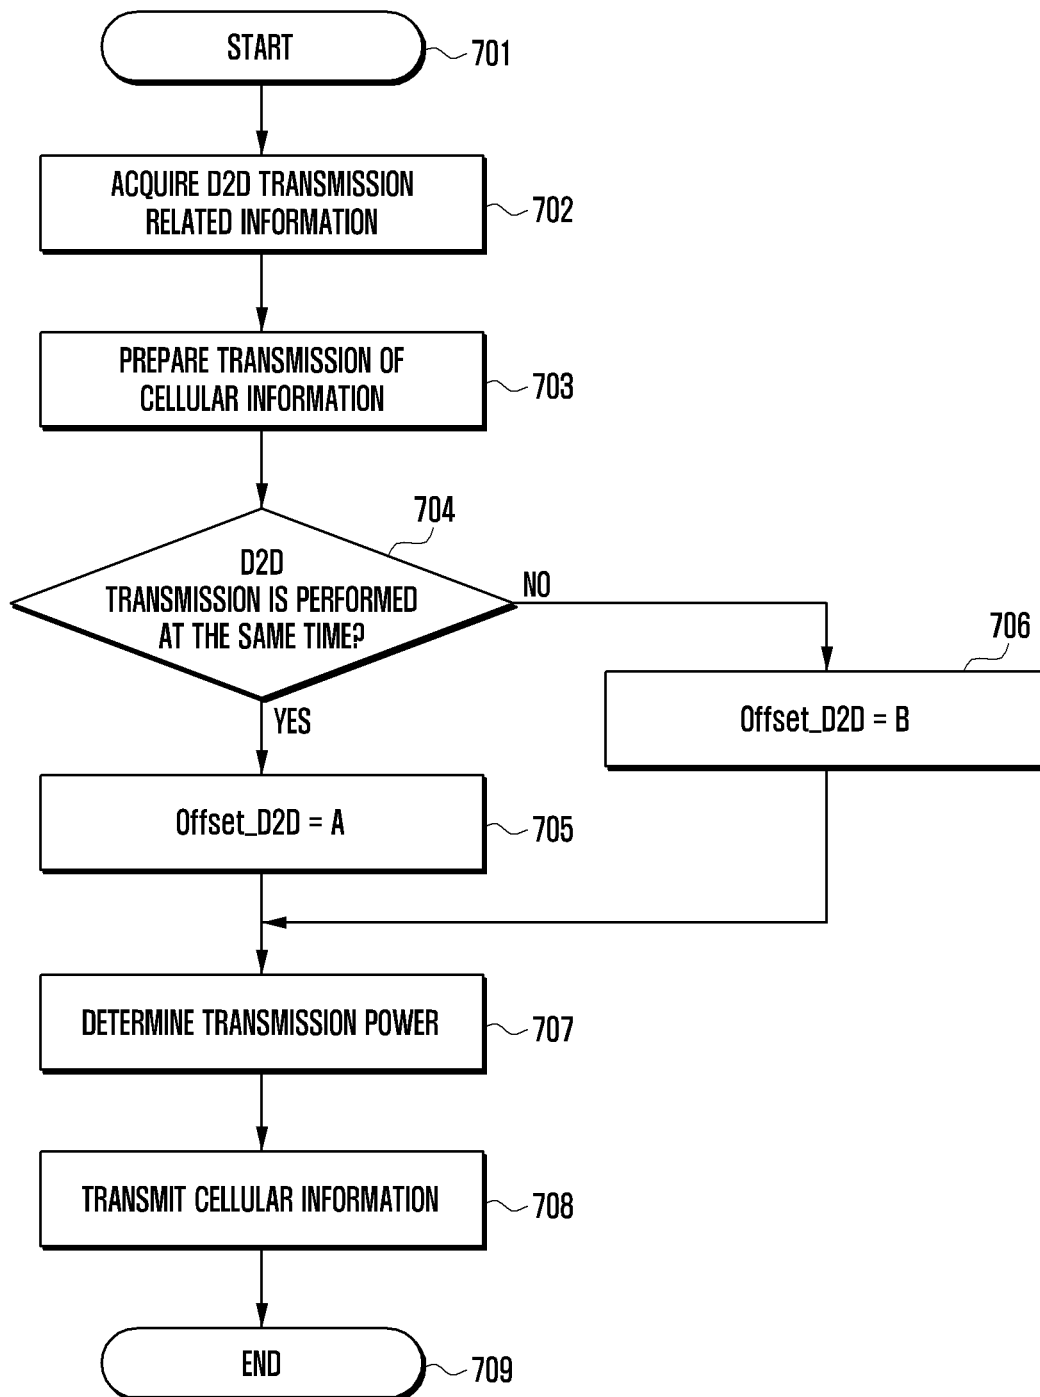 START
701
ACQUIRE D2D TRANSMISSION
RELATED INFORMATION
702
PREPARE TRANSMISSION OF
CELLULAR INFORMATION
703
704
D2D
TRANSMISSION IS PERFORMED
AT THE SAME TIME?
NO
706
Offset_D2D = B
YES
Offset_D2D = A
705
DETERMINE TRANSMISSION POWER
707
TRANSMIT CELLULAR INFORMATION
708
END
709